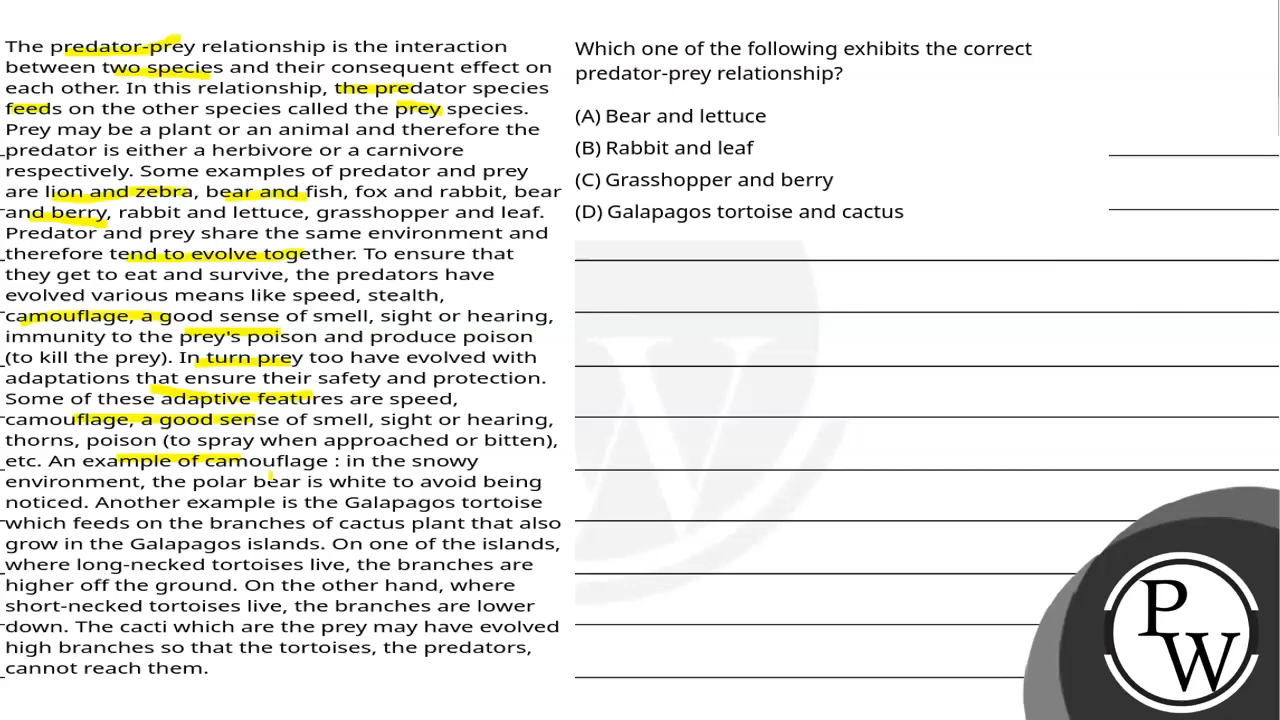 The predator-prey relationship is the interaction
between two species and their consequent effect on
each other. In this relationship, the predator species
feeds on the other species called the prey species.
Prey may be a plant or an animal and therefore the
predator is either a herbivore or a carnivore
respectively. Some examples of predator and prey
are lion and zebra, bear and fish, fox and rabbit, bear
and berry, rabbit and lettuce, grasshopper and leaf.
Predator and prey share the same environment and
therefore tend to evolve together. To ensure that
they get to eat and survive, the predators have
evolved various means like speed, stealth,
camouflage, a good sense of smell, sight or hearing,
immunity to the prey's poison and produce poison
(to kill the prey). In turn prey too have evolved with
adaptations that ensure their safety and protection.
Some of these adaptive features are speed,
camouflage, a good sense of smell, sight or hearing,
thorns, poison (to spray when approached or bitten),
etc. An example of camouflage : in the snowy
environment, the polar bear is white to avoid being
noticed. Another example is the Galapagos tortoise
which feeds on the branches of cactus plant that also
grow in the Galapagos islands. On one of the islands,
where long-necked tortoises live, the branches are
higher off the ground. On the other hand, where
short-necked tortoises live, the branches are lower
down. The cacti which are the prey may have evolved
high branches so that the tortoises, the predators,
cannot reach them.
Which one of the following exhibits the correct
predator-prey relationship?
(A) Bear and lettuce
(B) Rabbit and leaf
(C) Grasshopper and berry
(D) Galapagos tortoise and cactus
W
P
W